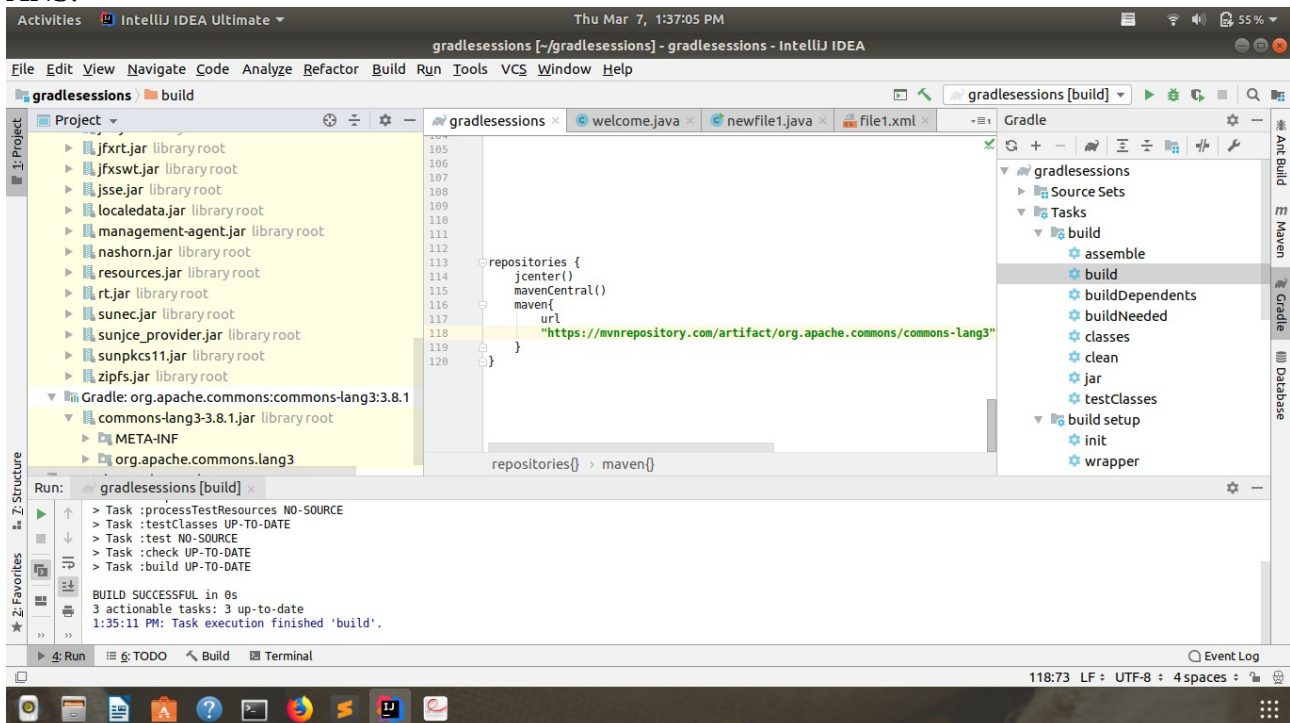 ANS:
Activities IntelliJ IDEA Ultimate Thu Mar 7, 1:37:05 PM 55 %
gradlesessions [~/gradlesessions] - gradlesessions - IntelliJ IDEA
File Edit View Navigate Code Analyze Refactor Build Run Tools VCS Window Help
gradlesessions build gradlesessions [build]
1: Project
7: Structure
2: Favorites
Project
jfxrt.jar library root
jfxswt.jar library root
jsse.jar library root
localedata.jar library root
management-agent.jar library root
nashorn.jar library root
resources.jar library root
rt.jar library root
sunec.jar library root
sunjce_provider.jar library root
sunpkcs11.jar library root
zipfs.jar library root
Gradle: org.apache.commons:commons-lang3:3.8.1
commons-lang3-3.8.1.jar library root
META-INF
org.apache.commons.lang3
gradlesessions welcome.java newfile1.java file1.xml
105
106
107
108
109
110
111
112
113 repositories {
114 jcenter()
115 mavenCentral()
116 maven{
117 url
118 "https://mvnrepository.com/artifact/org.apache.commons/commons-lang3"
119 }
120 }
repositories{} › maven{}
Gradle
gradlesessions
Source Sets
Tasks
build
assemble
build
buildDependents
buildNeeded
classes
clean
jar
testClasses
build setup
init
wrapper
Ant Build
m Maven
Gradle
Database
Run: gradlesessions [build]
> Task :processTestResources NO-SOURCE
> Task :testClasses UP-TO-DATE
> Task :test NO-SOURCE
> Task :check UP-TO-DATE
> Task :build UP-TO-DATE
BUILD SUCCESSFUL in 0s
3 actionable tasks: 3 up-to-date
1:35:11 PM: Task execution finished 'build'.
4: Run 6: TODO Build Terminal Event Log
118:73 LF UTF-8 4 spaces